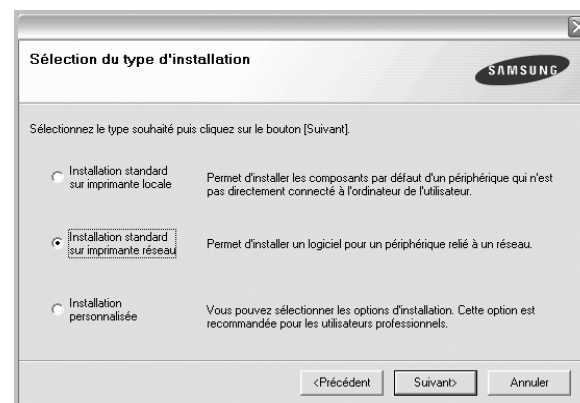 Sélection du type d'installation
SAMSUNG
Sélectionnez le type souhaité puis cliquez sur le bouton [Suivant].
Installation standard
sur imprimante locale
Permet d'installer les composants par défaut d'un périphérique qui n'est
pas directement connecté à l'ordinateur de l'utilisateur.
Installation standard
sur imprimante réseau
Permet d'installer un logiciel pour un périphérique relié à un réseau.
Installation
personnalisée
Vous pouvez sélectionner les options d'installation. Cette option est
recommandée pour les utilisateurs professionnels.
<Précédent
Suivant>
Annuler